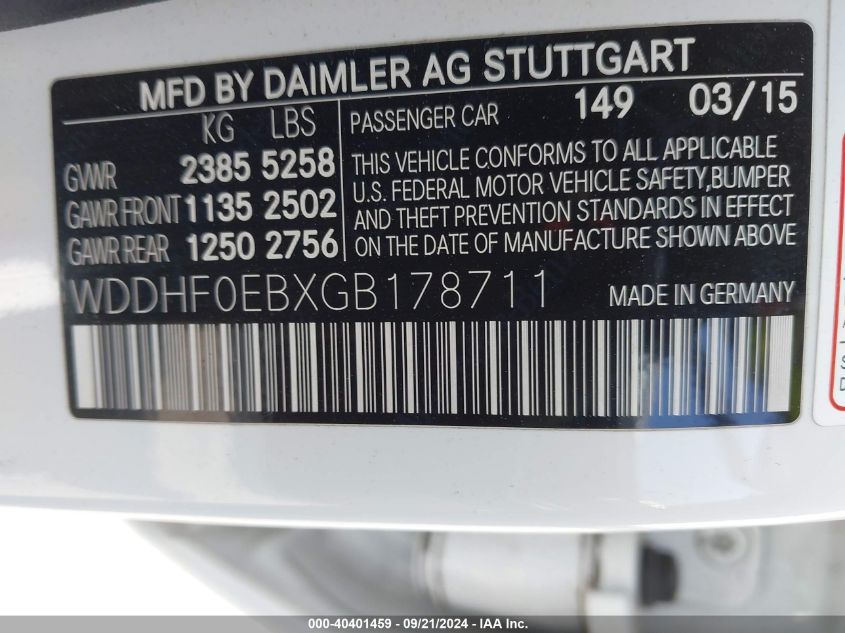 MFD BY DAIMLER AG STUTTGART
KG LBS
GVWR 2385 5258
GAWR FRONT 1135 2502
GAWR REAR 1250 2756
PASSENGER CAR 149 03/15
THIS VEHICLE CONFORMS TO ALL APPLICABLE
U.S. FEDERAL MOTOR VEHICLE SAFETY,BUMPER
AND THEFT PREVENTION STANDARDS IN EFFECT
ON THE DATE OF MANUFACTURE SHOWN ABOVE
WDDHF0EBXGB178711
MADE IN GERMANY
000-40401459 - 09/21/2024 - IAA Inc.